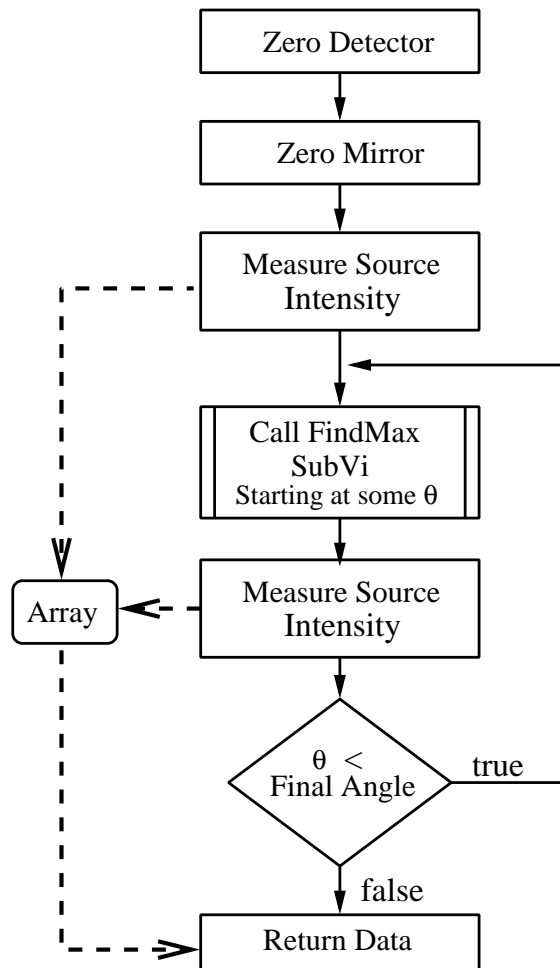 Zero Detector
Zero Mirror
Measure Source
Intensity
Call FindMax
SubVi
Starting at some θ
Measure Source
Intensity
Array
θ <
Final Angle
true
false
Return Data